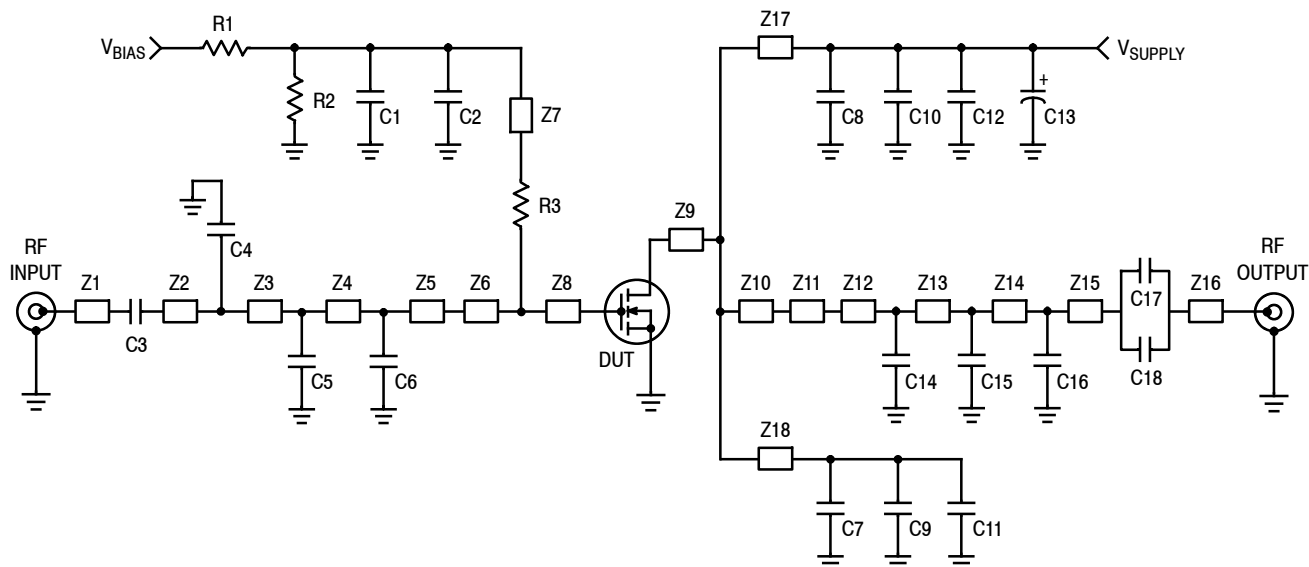 R1
Z17
VBIAS
VSUPPLY
R2
C1
C2
Z7
C8
C10
C12
+
C13
R3
C4
Z9
RF
INPUT
Z1
Z2
Z3
Z4
Z5
Z6
Z8
Z10
Z11
Z12
Z13
Z14
Z15
C17
Z16
RF
OUTPUT
C3
DUT
C18
C5
C6
C14
C15
C16
Z18
C7
C9
C11